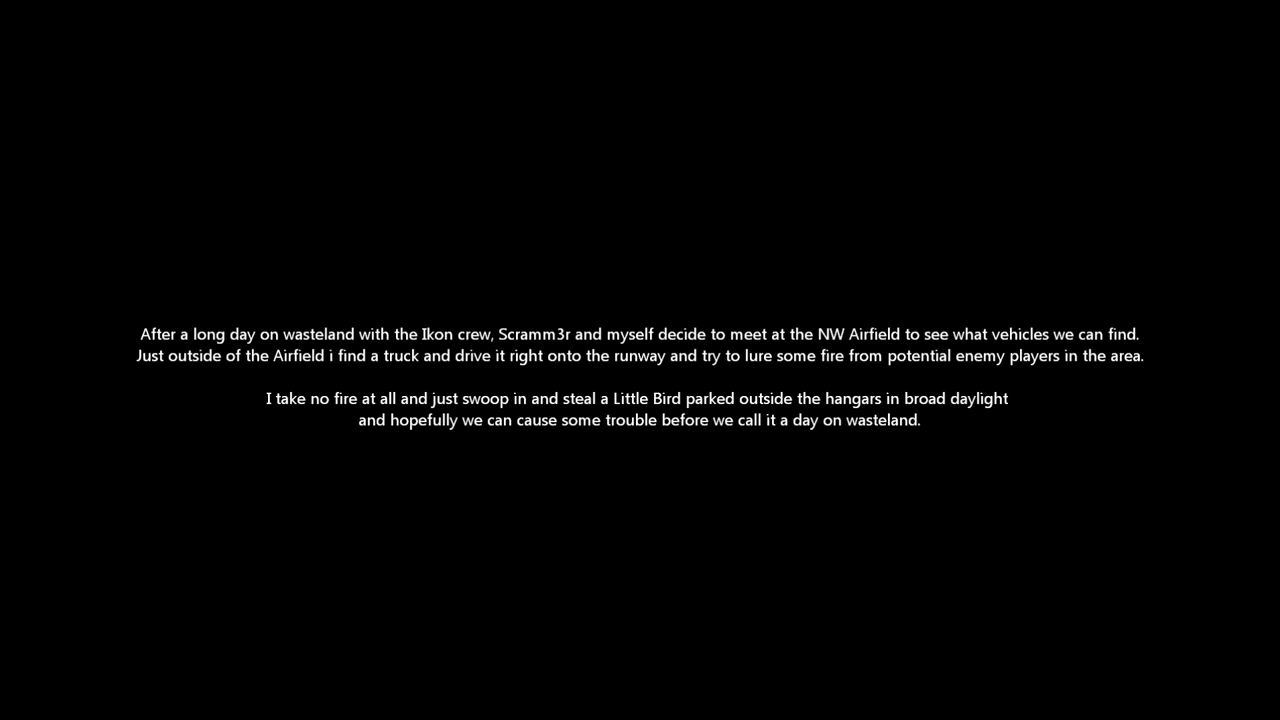 After a long day on wasteland with the Ikon crew, Scramm3r and myself decide to meet at the NW Airfield to see what vehicles we can find.
Just outside of the Airfield i find a truck and drive it right onto the runway and try to lure some fire from potential enemy players in the area.
I take no fire at all and just swoop in and steal a Little Bird parked outside the hangars in broad daylight
and hopefully we can cause some trouble before we call it a day on wasteland.